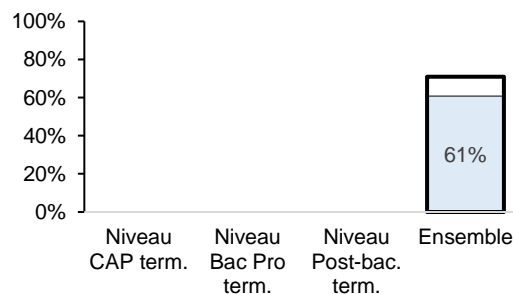 100%
80%
60%
40%
20%
0%
61%
Niveau
CAP term.
Niveau
Bac Pro
term.
Niveau
Post-bac.
term.
Ensemble